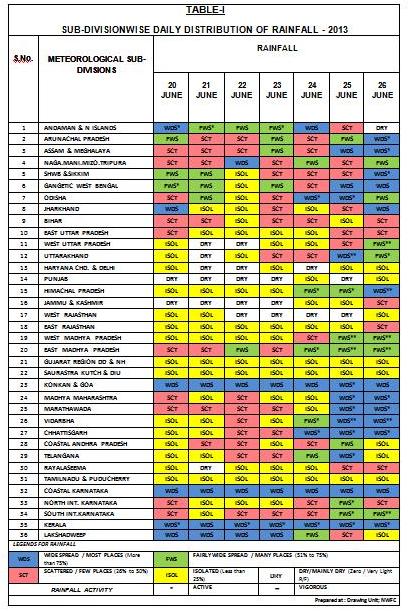 TABLE-I
SUB-DIVISIONWISE DAILY DISTRIBUTION OF RAINFALL - 2013
S.No. METEOROLOGICAL SUB-DIVISIONS RAINFALL
20 JUNE 21 JUNE 22 JUNE 23 JUNE 24 JUNE 25 JUNE 26 JUNE
1 ANDAMAN & N ISLANDS WDS* FWS* FWS FWS* WDS SCT DRY
2 ARUNACHAL PRADESH FWS SCT SCT FWS SCT FWS WDS*
3 ASSAM & MEGHALAYA SCT SCT SCT FWS SCT SCT WDS*
4 NAGA.MANI.MIZO.TRIPURA SCT SCT WDS SCT FWS SCT FWS
5 SHWB &SIKKIM FWS FWS ISOL SCT SCT SCT WDS
6 GANGETIC WEST BENGAL FWS* FWS ISOL SCT SCT WDS WDS
7 ODISHA SCT FWS ISOL SCT WDS* WDS FWS
8 JHARKHAND WDS ISOL ISOL SCT ISOL SCT WDS
9 BIHAR SCT SCT ISOL SCT SCT ISOL SCT
10 EAST UTTAR PRADESH SCT ISOL ISOL ISOL ISOL SCT SCT
11 WEST UTTAR PRADESH ISOL DRY DRY ISOL ISOL SCT FWS**
12 UTTARAKHAND ISOL DRY DRY SCT SCT WDS** FWS*
13 HARYANA CHD. & DELHI ISOL DRY DRY ISOL DRY ISOL ISOL
14 PUNJAB DRY DRY DRY DRY ISOL ISOL ISOL
15 HIMACHAL PRADESH ISOL ISOL ISOL ISOL FWS* FWS* WDS**
16 JAMMU & KASHMIR DRY DRY DRY DRY ISOL ISOL SCT
17 WEST RAJASTHAN ISOL ISOL DRY ISOL DRY DRY ISOL
18 EAST RAJASTHAN SCT ISOL ISOL ISOL ISOL ISOL SCT
19 WEST MADHYA PRADESH SCT ISOL ISOL ISOL SCT FWS** FWS**
20 EAST MADHYA PRADESH SCT SCT FWS SCT FWS* FWS* FWS**
21 GUJARAT REGION DD & NH ISOL ISOL ISOL ISOL ISOL ISOL ISOL
22 SAURASTRA KUTCH & DIU ISOL ISOL ISOL ISOL ISOL ISOL ISOL
23 KONKAN & GOA WDS WDS WDS WDS WDS WDS* WDS
24 MADHYA MAHARASHTRA SCT ISOL SCT ISOL SCT WDS* WDS*
25 MARATHAWADA SCT SCT SCT ISOL SCT WDS* WDS*
26 VIDARBHA ISOL ISOL SCT ISOL FWS* WDS** WDS**
27 CHHATTISGARH ISOL ISOL SCT SCT WDS* WDS* WDS*
28 COASTAL ANDHRA PRADESH ISOL SCT SCT ISOL SCT FWS ISOL
29 TELANGANA ISOL SCT SCT SCT FWS WDS* ISOL
30 RAYALASEEMA ISOL DRY ISOL ISOL ISOL SCT SCT
31 TAMILNADU & PUDUCHERRY ISOL ISOL ISOL ISOL ISOL ISOL ISOL
32 COASTAL KARNATAKA WDS WDS WDS WDS WDS WDS WDS
33 NORTH INT. KARNATAKA SCT ISOL SCT ISOL SCT FWS* SCT
34 SOUTH INT.KARNATAKA SCT ISOL SCT ISOL SCT FWS* FWS**
35 KERALA WDS* WDS* WDS WDS* WDS* WDS* WDS*
36 LAKSHADWEEP FWS WDS WDS ISOL SCT WDS WDS
LEGENDS FOR RAINFALL
WDS WIDE SPREAD / MOST PLACES (More than 75%) FWS FAIRLY WIDE SPREAD / MANY PLACES (51% to 75%)
SCT SCATTERED / FEW PLACES (26% to 50%) ISOL ISOLATED (Less than 25%) DRY DRY/MAINLY DRY (Zero / Very Light R/F)
RAINFALL ACTIVITY * ACTIVE ** VIGOROUS
Prepared at : Drawing Unit; NWFC